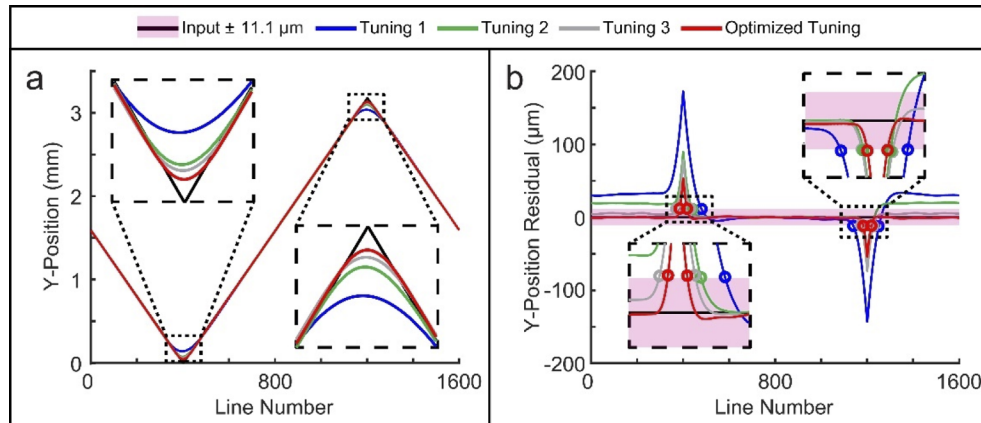 Input ± 11.1 µm Tuning 1 Tuning 2 Tuning 3 Optimized Tuning
a
Y-Position (mm)
3
2
1
0
0 800 1600
Line Number
b
Y-Position Residual (µm)
200
100
0
-100
-200
0 800 1600
Line Number